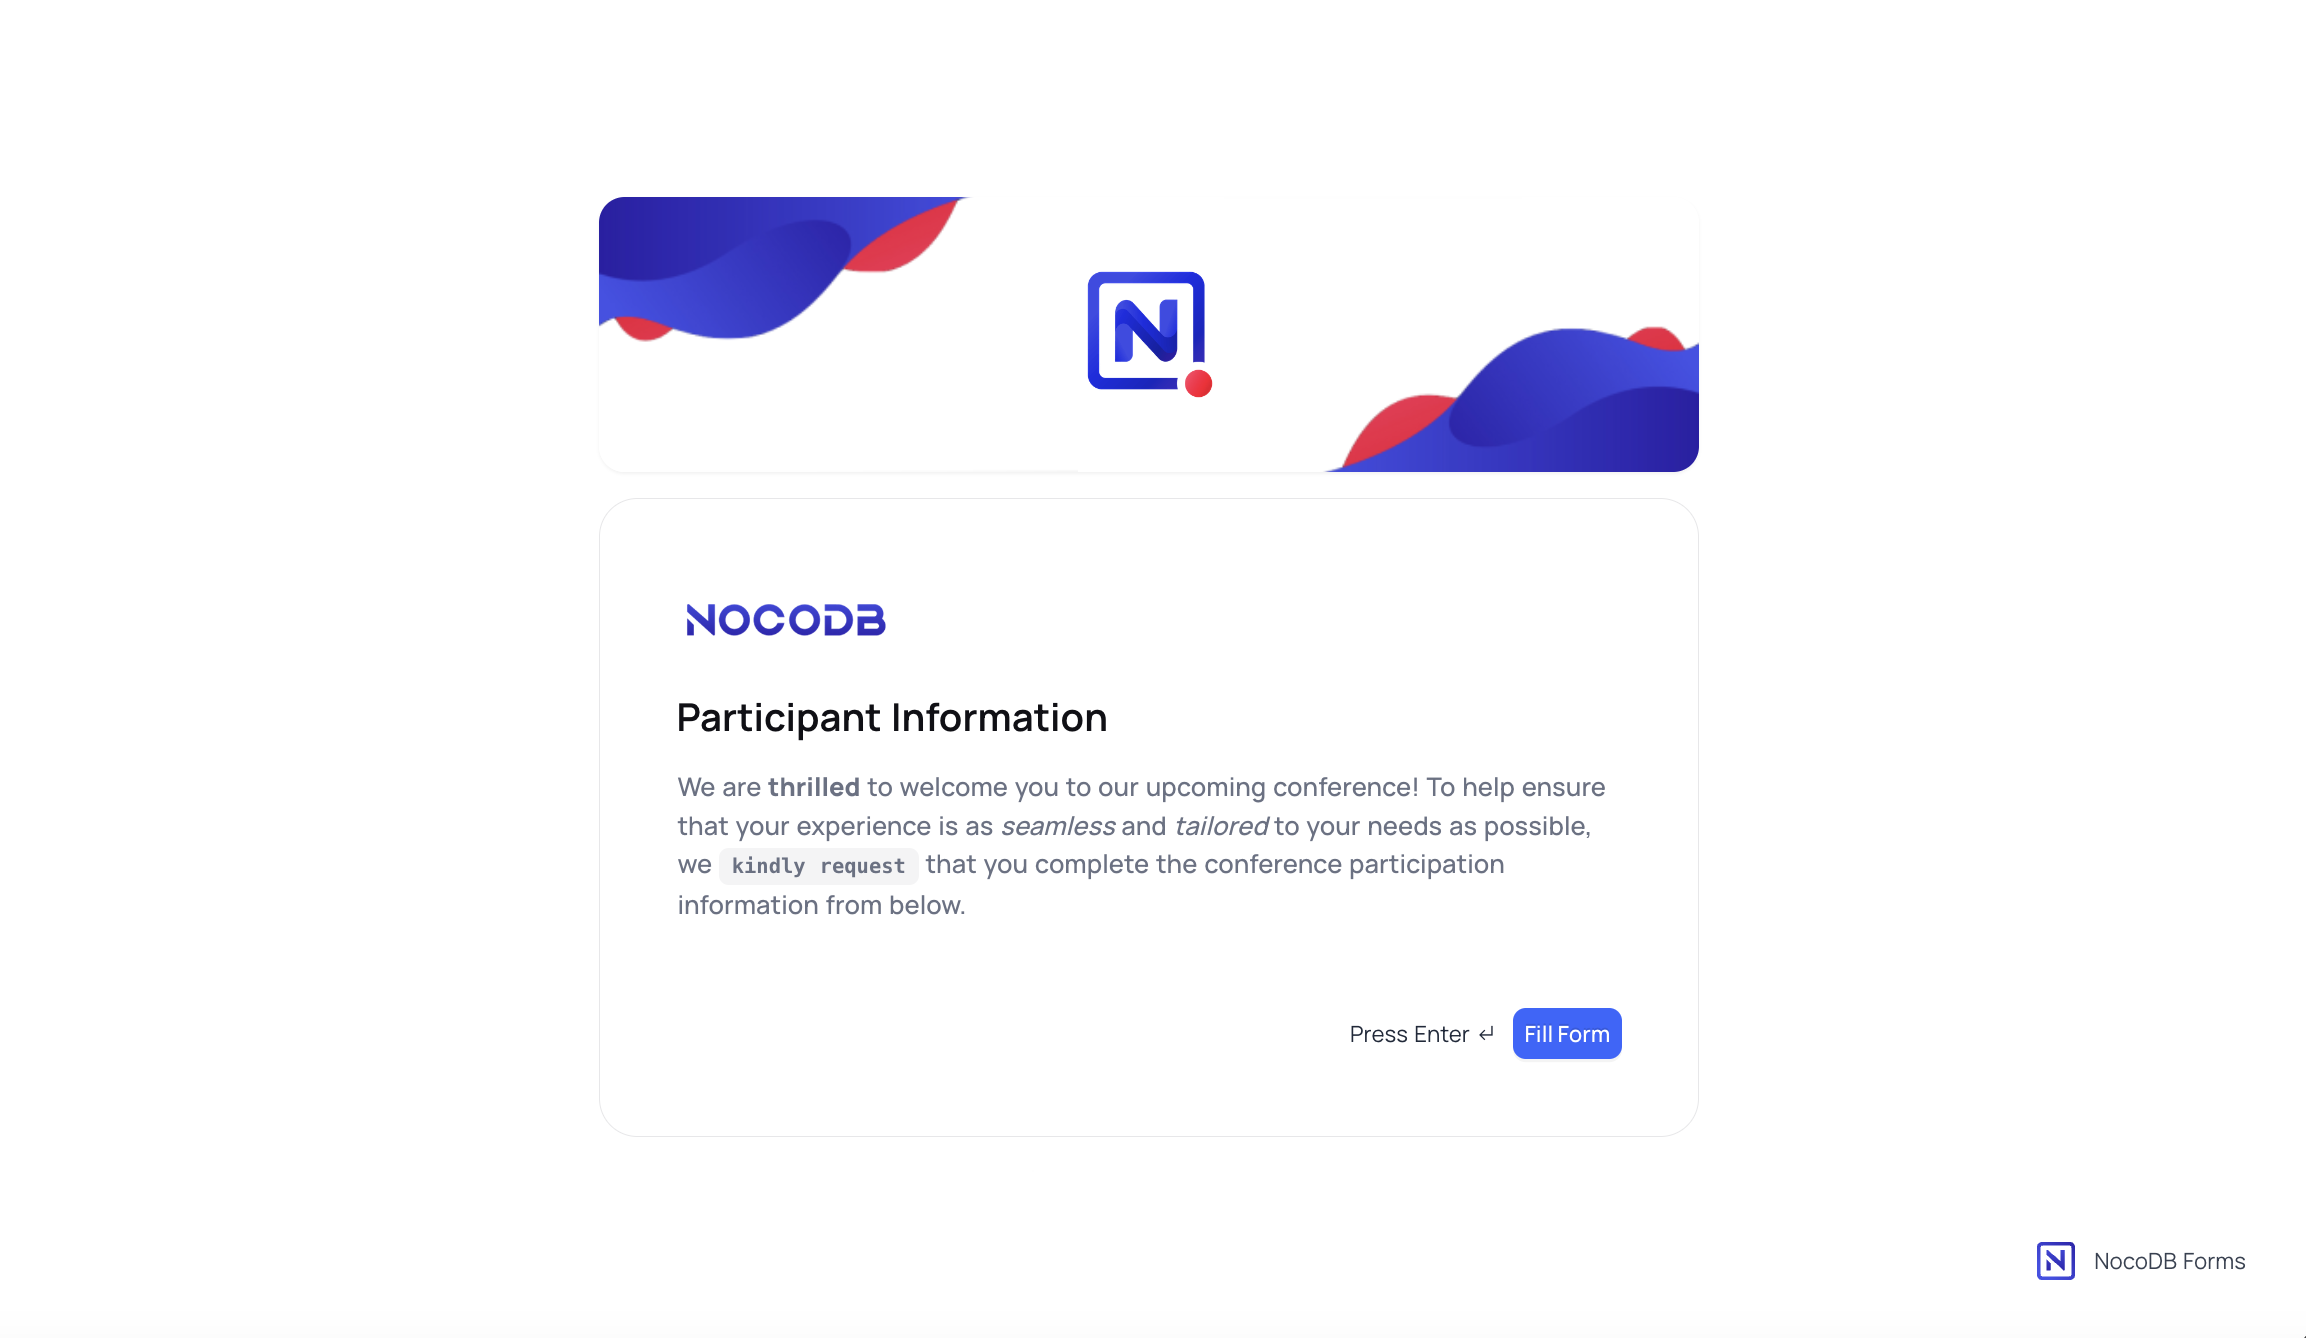 N
NOCODB
Participant Information
We are thrilled to welcome you to our upcoming conference! To help ensure
that your experience is as seamless and tailored to your needs as possible,
we kindly request that you complete the conference participation
information from below.
Press Enter ↵ Fill Form
N NocoDB Forms